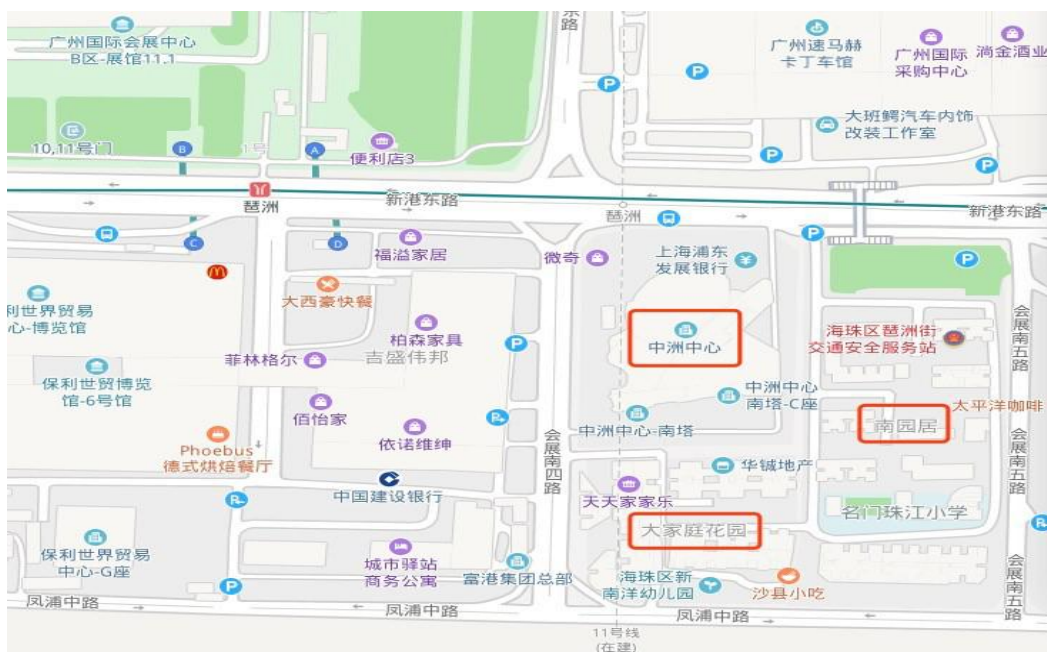 东
路
广州国际会展中心
B区-展馆11.1
广州速马赫
卡丁车馆
广州国际
采购中心
淌金酒业
P
P
10,11号门
B
1号
A
便利店3
大班鳄汽车内饰
改装工作室
P
琶洲
新港东路
琶洲
新港东路
C
D
福溢家居
微奇
上海浦东
发展银行
P
P
大西豪快餐
保利世界贸易
中心-博览馆
柏森家具
吉盛伟邦
P
中洲中心
海珠区琶洲街
交通安全服务站
会展南五路
菲林格尔
保利世贸博览
馆-6号馆
中洲中心
南塔-C座
太平洋咖啡
佰怡家
依诺维绅
P
中洲中心-南塔
南园居
Phoebus
德式烘焙餐厅
会展南四路
华铖地产
会展南五路
中国建设银行
天天家家乐
P
名门珠江小学
P
大家庭花园
保利世界贸易
中心-G座
城市驿站
商务公寓
富港集团总部
海珠区新
南洋幼儿园
沙县小吃
会展南五路
P
凤浦中路
凤浦中路
11号线
(在建)